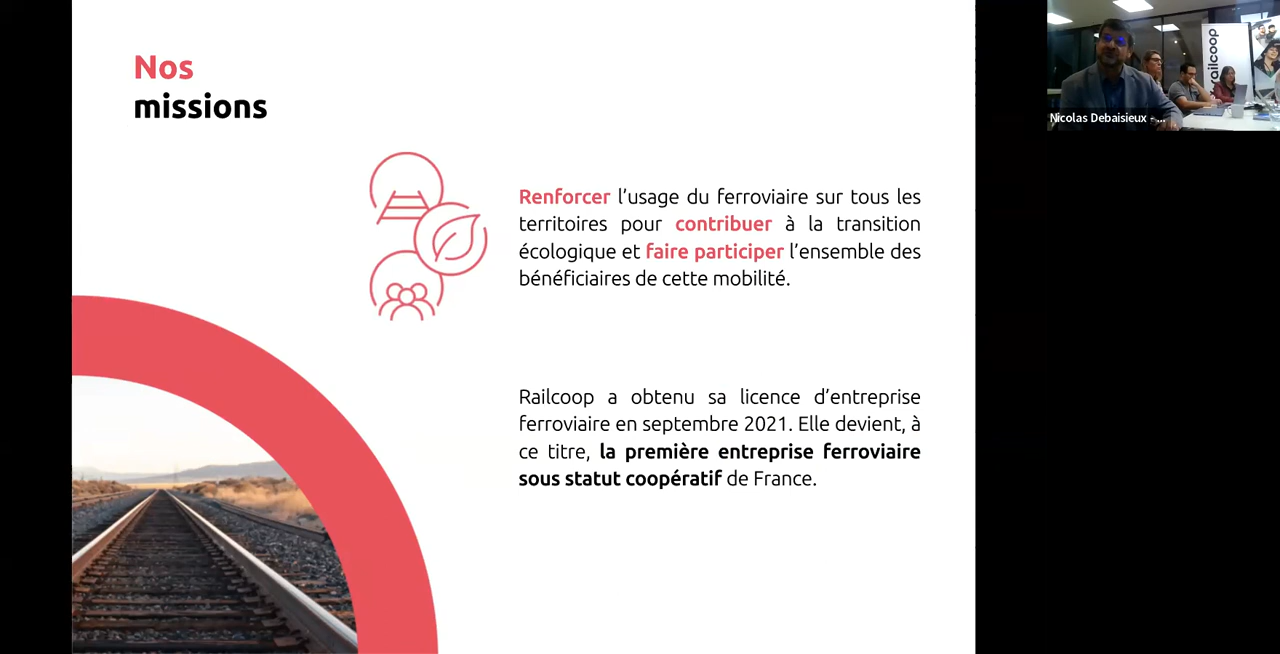 Nos
missions
Renforcer l’usage du ferroviaire sur tous les
territoires pour contribuer à la transition
écologique et faire participer l’ensemble des
bénéficiaires de cette mobilité.
Railcoop a obtenu sa licence d’entreprise
ferroviaire en septembre 2021. Elle devient, à
ce titre, la première entreprise ferroviaire
sous statut coopératif de France.
railcoop
Nicolas Debaisieux - ...